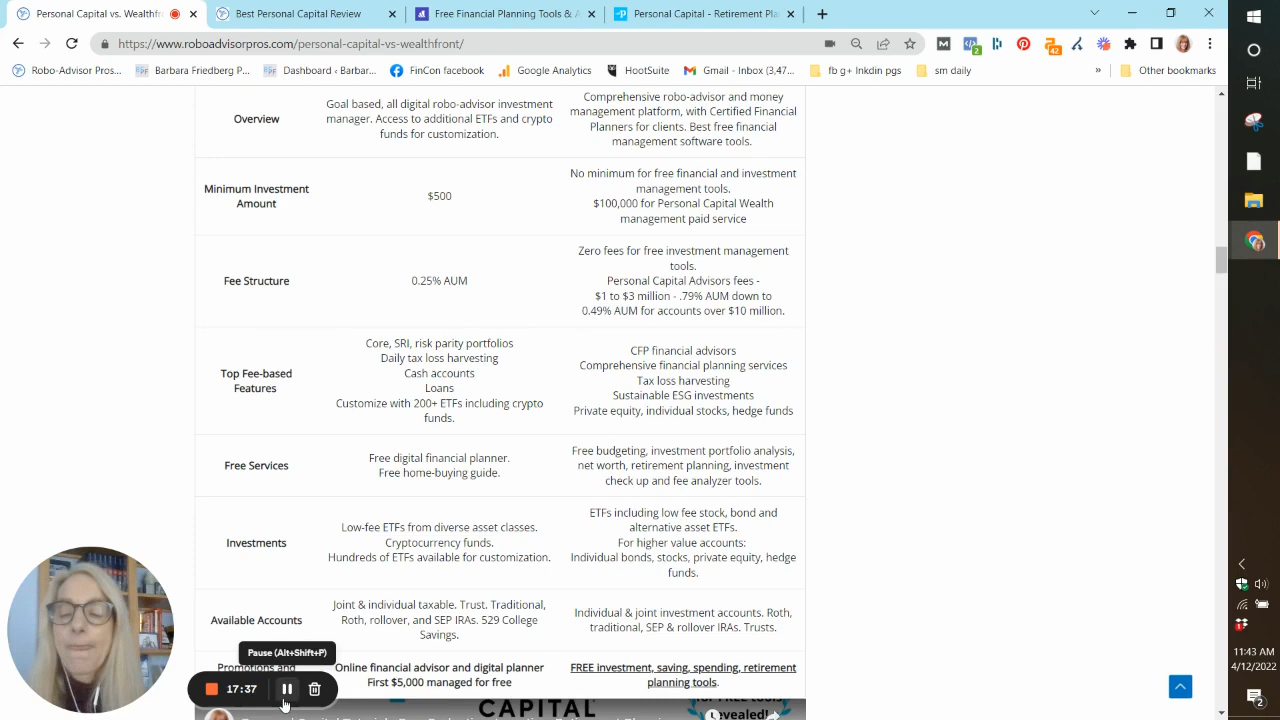 Personal Capital vs. Wealthfr
Best Personal Capital Review
Free Financial Planning Tools & A
Personal Capital - Retirement Pla
https://www.roboadvisorpros.com/personal-capital-vs-wealthfront/
2
42
Robo-Advisor Pros...
Barbara Friedberg P...
Dashboard ‹ Barbar...
Finb on facebook
Google Analytics
HootSuite
Gmail - Inbox (3,47...
fb g+ lnkdin pgs
sm daily
»
Other bookmarks
Overview
Goal based, all digital robo-advisor investment
manager. Access to additional ETFs and crypto
funds for customization.
Comprehensive robo-advisor and money
management platform, with Certified Financial
Planners for clients. Best free financial
management software tools.
Minimum Investment
Amount
$500
No minimum for free financial and investment
management tools.
$100,000 for Personal Capital Wealth
management paid service
Fee Structure
0.25% AUM
Zero fees for free investment management
tools.
Personal Capital Advisors fees -
$1 to $3 million - .79% AUM down to
0.49% AUM for accounts over $10 million.
Top Fee-based
Features
Core, SRI, risk parity portfolios
Daily tax loss harvesting
Cash accounts
Loans
Customize with 200+ ETFs including crypto
funds.
CFP financial advisors
Comprehensive financial planning services
Tax loss harvesting
Sustainable ESG investments
Private equity, individual stocks, hedge funds
Free Services
Free digital financial planner.
Free home-buying guide.
Free budgeting, investment portfolio analysis,
net worth, retirement planning, investment
check up and fee analyzer tools.
Investments
Low-fee ETFs from diverse asset classes.
Cryptocurrency funds.
Hundreds of ETFs available for customization.
ETFs including low fee stock, bond and
alternative asset ETFs.
For higher value accounts:
Individual bonds, stocks, private equity, hedge
funds.
Available Accounts
Joint & individual taxable. Trust. Traditional,
Roth, rollover, and SEP IRAs. 529 College
Savings.
Individual & joint investment accounts. Roth,
traditional, SEP & rollover IRAs. Trusts.
Promotions and
Online financial advisor and digital planner
First $5,000 managed for free
FREE investment, saving, spending, retirement
planning tools.
Pause (Alt+Shift+P)
17:37
CAPITAL
for FREE tools
revealed!
11:43 AM
4/12/2022
2